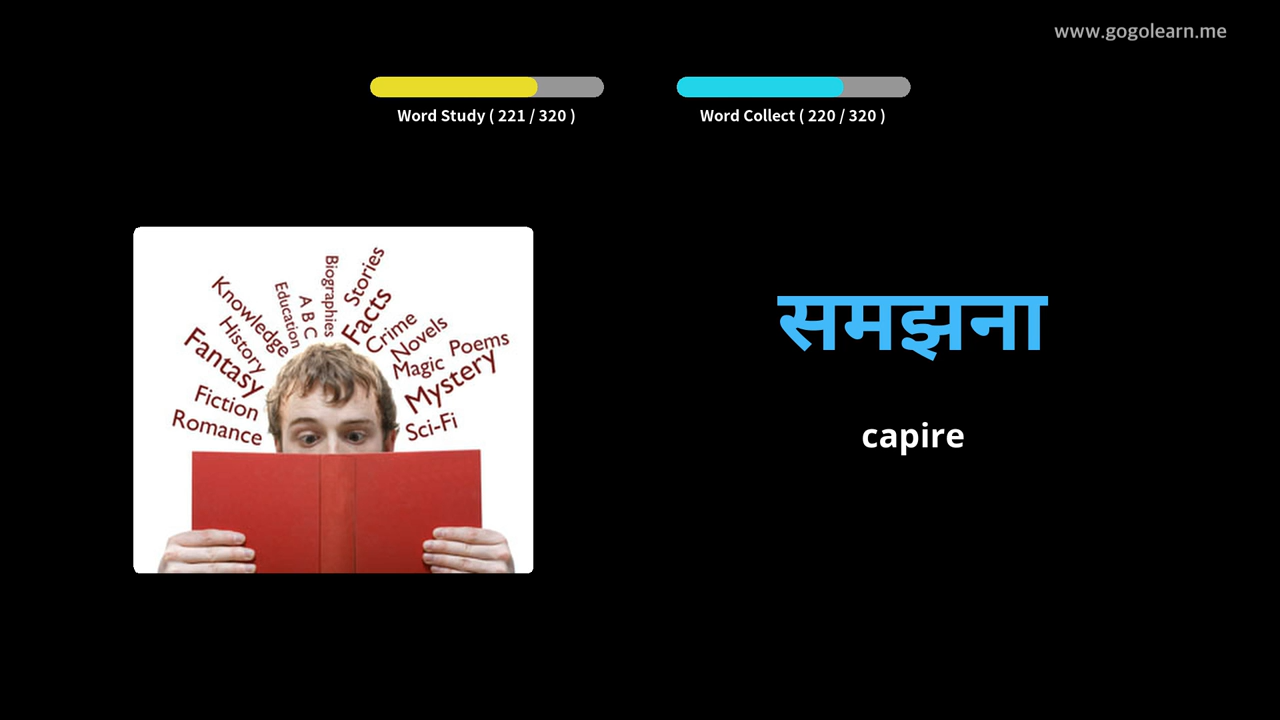 www.gogolearn.me
Word Study ( 221 / 320 )
Word Collect ( 220 / 320 )
Knowledge
Education
A B C
Biographies
Stories
History
Facts
Crime
Novels
Fantasy
Magic
Poems
Fiction
Mystery
Romance
Sci-Fi
समझना
capire